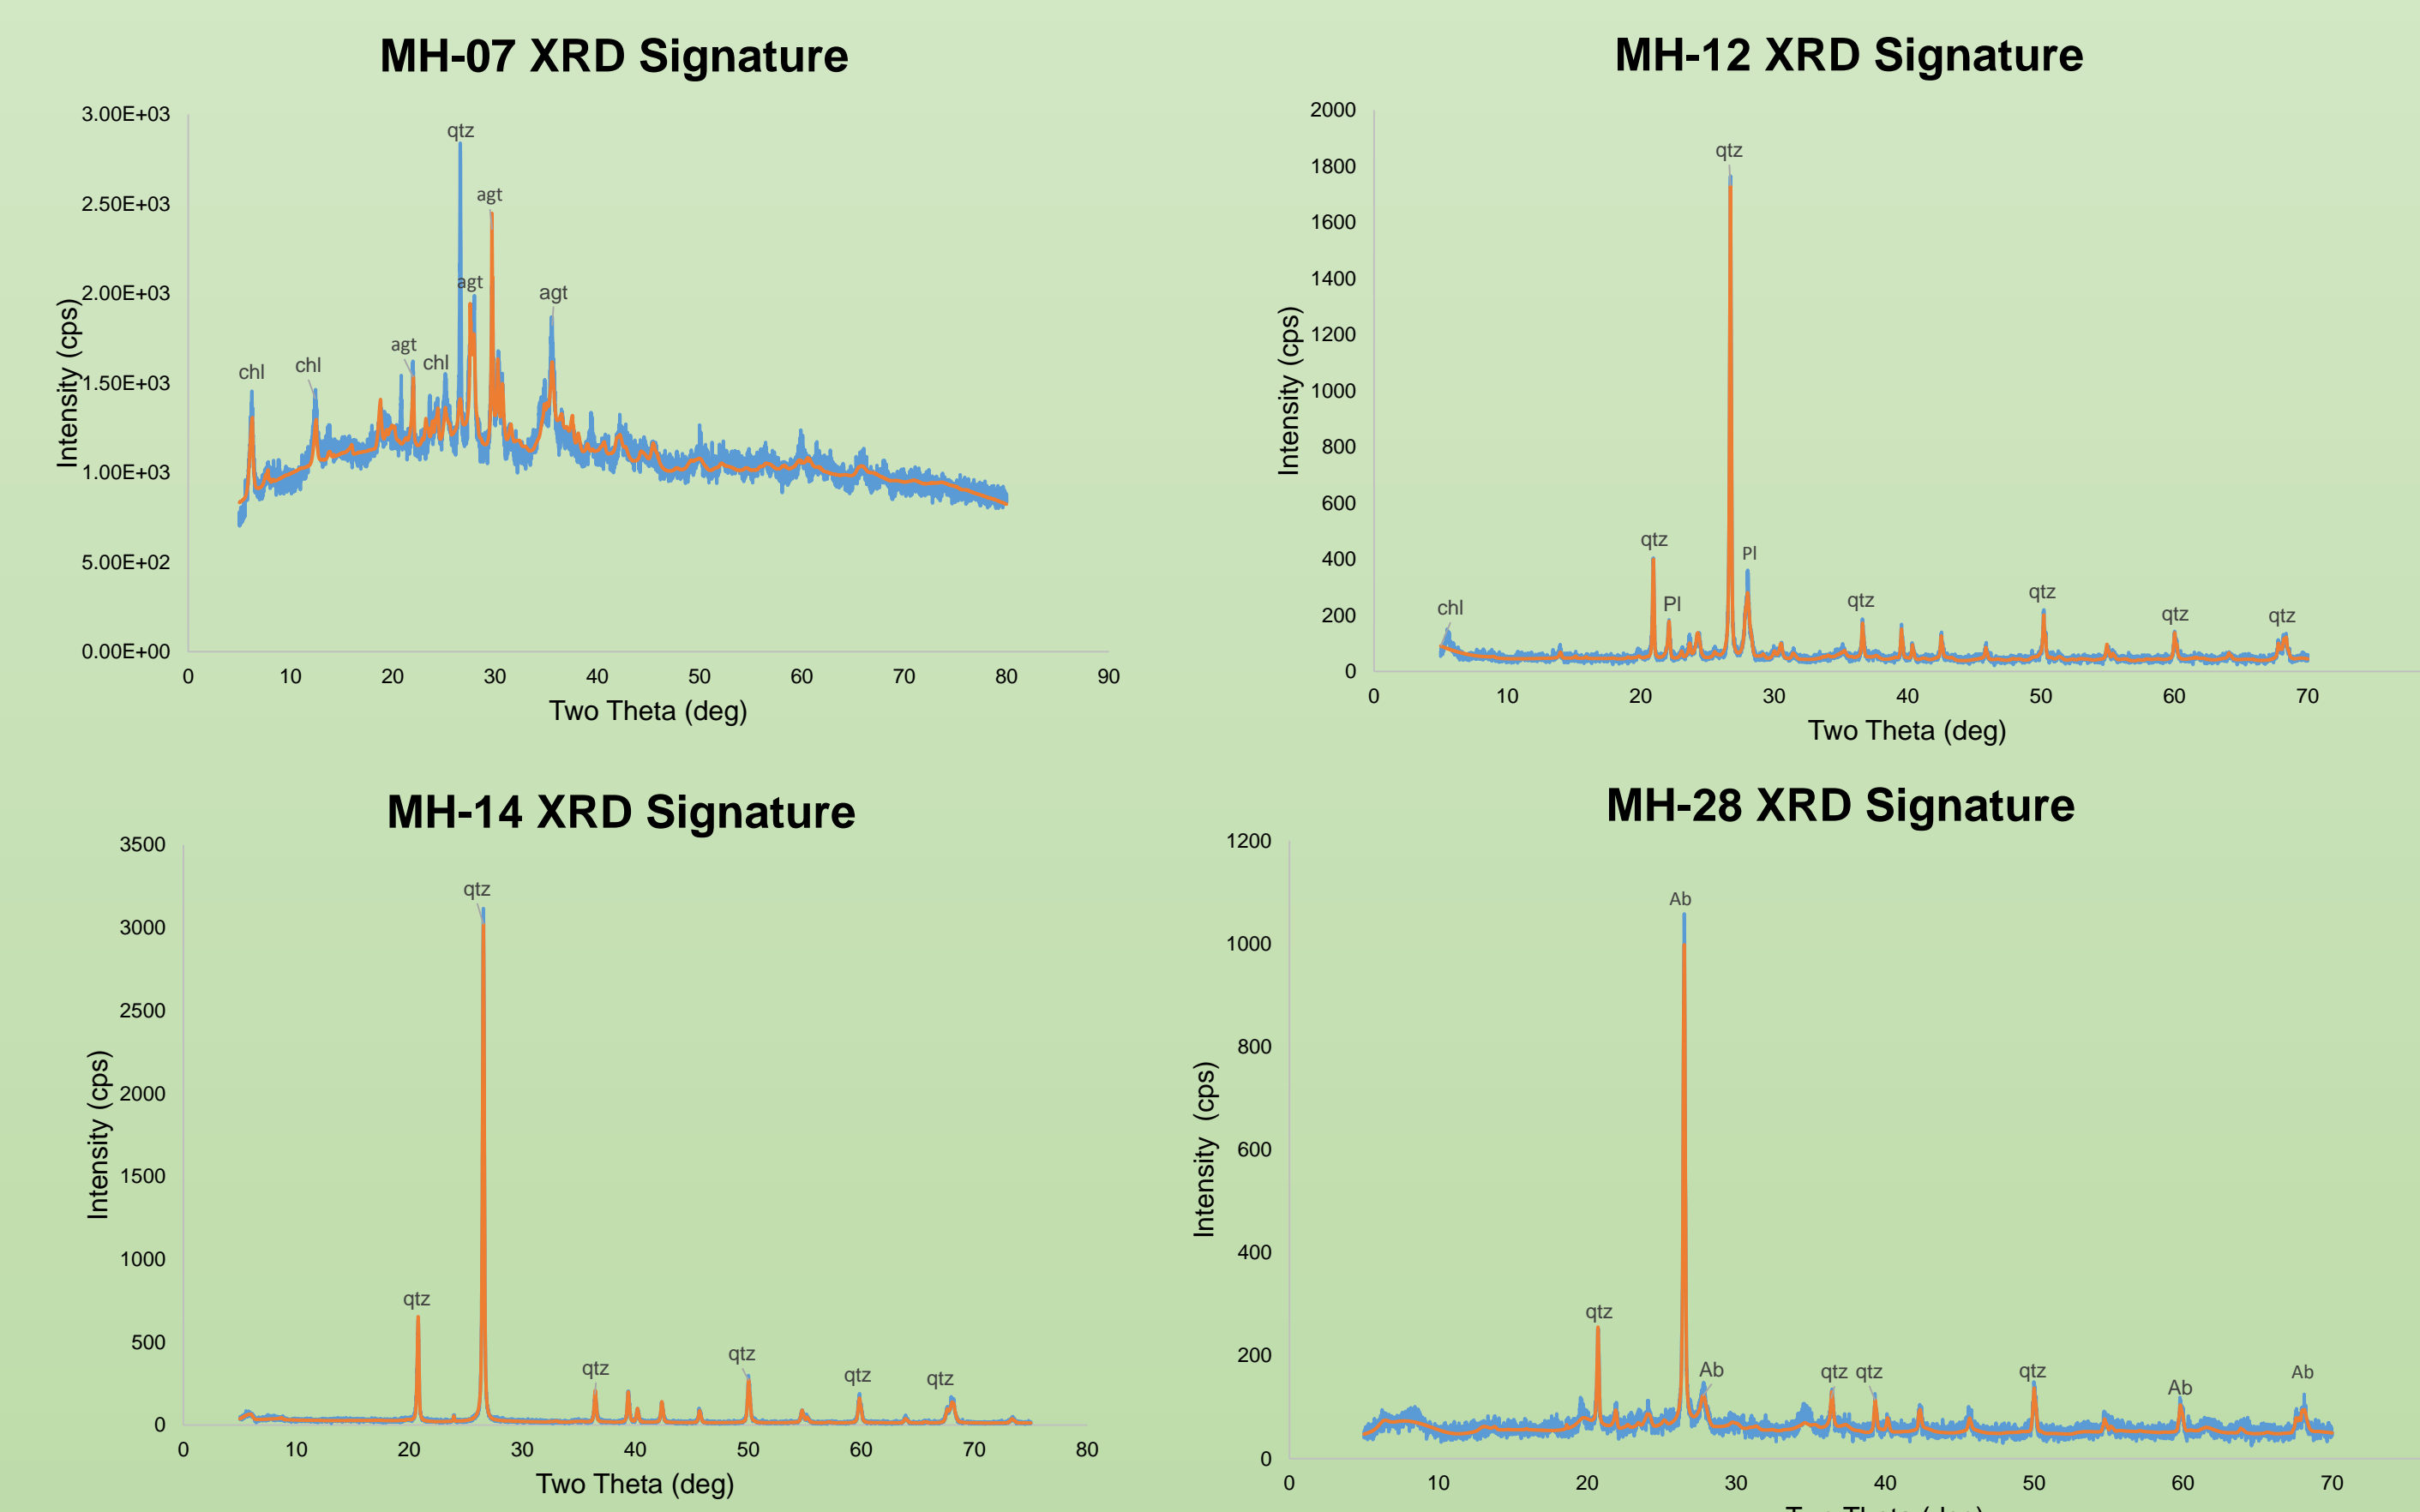 MH-07 XRD Signature
3.00E+03
2.50E+03
2.00E+03
1.50E+03
1.00E+03
5.00E+02
0.00E+00
Intensity (cps)
qtz
agt
agt
agt
agt
chl
chl
chl
0 10 20 30 40 50 60 70 80 90
Two Theta (deg)
MH-12 XRD Signature
2000
1800
1600
1400
1200
1000
800
600
400
200
0
Intensity (cps)
qtz
qtz
Pl
Pl
chl
qtz
qtz
qtz
qtz
0 10 20 30 40 50 60 70
Two Theta (deg)
MH-14 XRD Signature
3500
3000
2500
2000
1500
1000
500
0
Intensity (cps)
qtz
qtz
qtz
qtz
qtz
qtz
0 10 20 30 40 50 60 70 80
Two Theta (deg)
MH-28 XRD Signature
1200
1000
800
600
400
200
0
Intensity (cps)
Ab
qtz
Ab
qtz
qtz
qtz
Ab
Ab
0 10 20 30 40 50 60 70